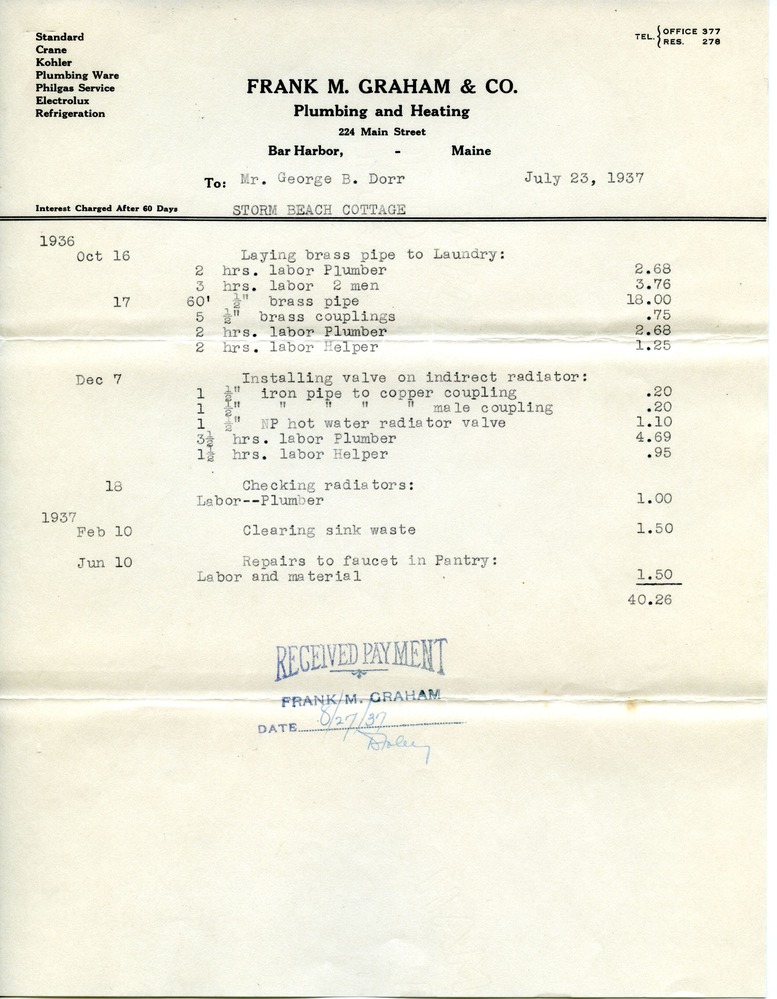 Standard
Crane
Kohler
Plumbing Ware
Philgas Service
Electrolux
Refrigeration
TEL. OFFICE 377
RES. 278
FRANK M. GRAHAM & CO.
Plumbing and Heating
224 Main Street
Bar Harbor, - Maine
To: Mr. George B. Dorr July 23, 1937
Interest Charged After 60 Days STORM BEACH COTTAGE
1936
Oct 16 Laying brass pipe to Laundry:
2 hrs. labor Plumber 2.68
3 hrs. labor 2 men 3.76
17 60' ½" brass pipe 18.00
5 ½" brass couplings .75
2 hrs. labor Plumber 2.68
2 hrs. labor Helper 1.25
Dec 7 Installing valve on indirect radiator:
1 ½" iron pipe to copper coupling .20
1 ½" " " " " male coupling .20
1 ½" NP hot water radiator valve 1.10
3½ hrs. labor Plumber 4.69
1½ hrs. labor Helper .95
18 Checking radiators:
Labor--Plumber 1.00
1937
Feb 10 Clearing sink waste 1.50
Jun 10 Repairs to faucet in Pantry:
Labor and material 1.50
40.26
RECEIVED PAYMENT
FRANK M. GRAHAM
DATE 8/27/37